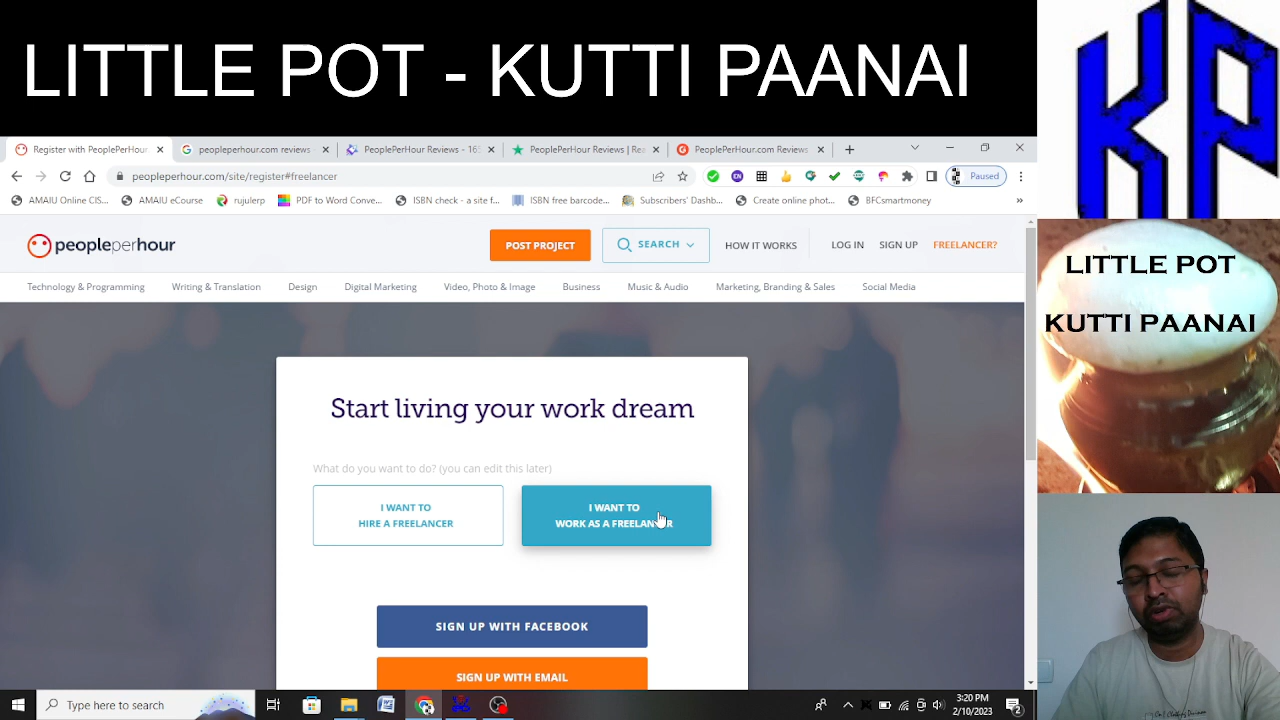 LITTLE POT - KUTTI PAANAI
KP
Register with PeoplePerHour
peopleperhour.com reviews -
PeoplePerHour Reviews - 16
PeoplePerHour Reviews | Rea
PeoplePerHour.com Reviews
peopleperhour.com/site/register#freelancer
EN
Paused
AMAIU Online CIS...
AMAIU eCourse
rujulerp
PDF to Word Conve...
ISBN check - a site f...
ISBN free barcode...
Subscribers' Dashb...
Create online phot...
BFCsmartmoney
»
peopleperhour
POST PROJECT
SEARCH
HOW IT WORKS
LOG IN
SIGN UP
FREELANCER?
Technology & Programming
Writing & Translation
Design
Digital Marketing
Video, Photo & Image
Business
Music & Audio
Marketing, Branding & Sales
Social Media
LITTLE POT
KUTTI PAANAI
Start living your work dream
What do you want to do? (you can edit this later)
I WANT TO
HIRE A FREELANCER
I WANT TO
WORK AS A FREELANCER
SIGN UP WITH FACEBOOK
SIGN UP WITH EMAIL
Type here to search
3:20 PM
2/10/2023
2